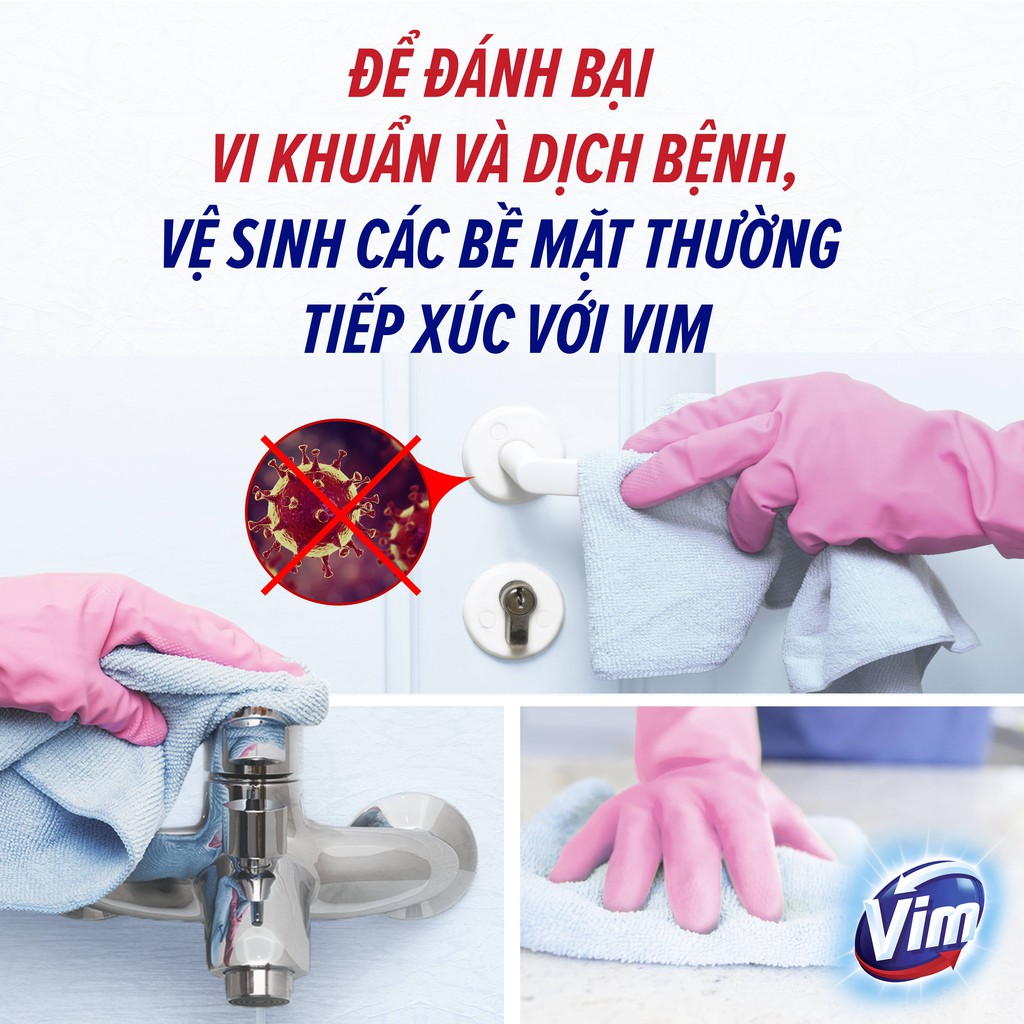 ĐỂ ĐÁNH BẠI
VI KHUẨN VÀ DỊCH BỆNH,
VỆ SINH CÁC BỀ MẶT THƯỜNG
TIẾP XÚC VỚI VIM
Vim